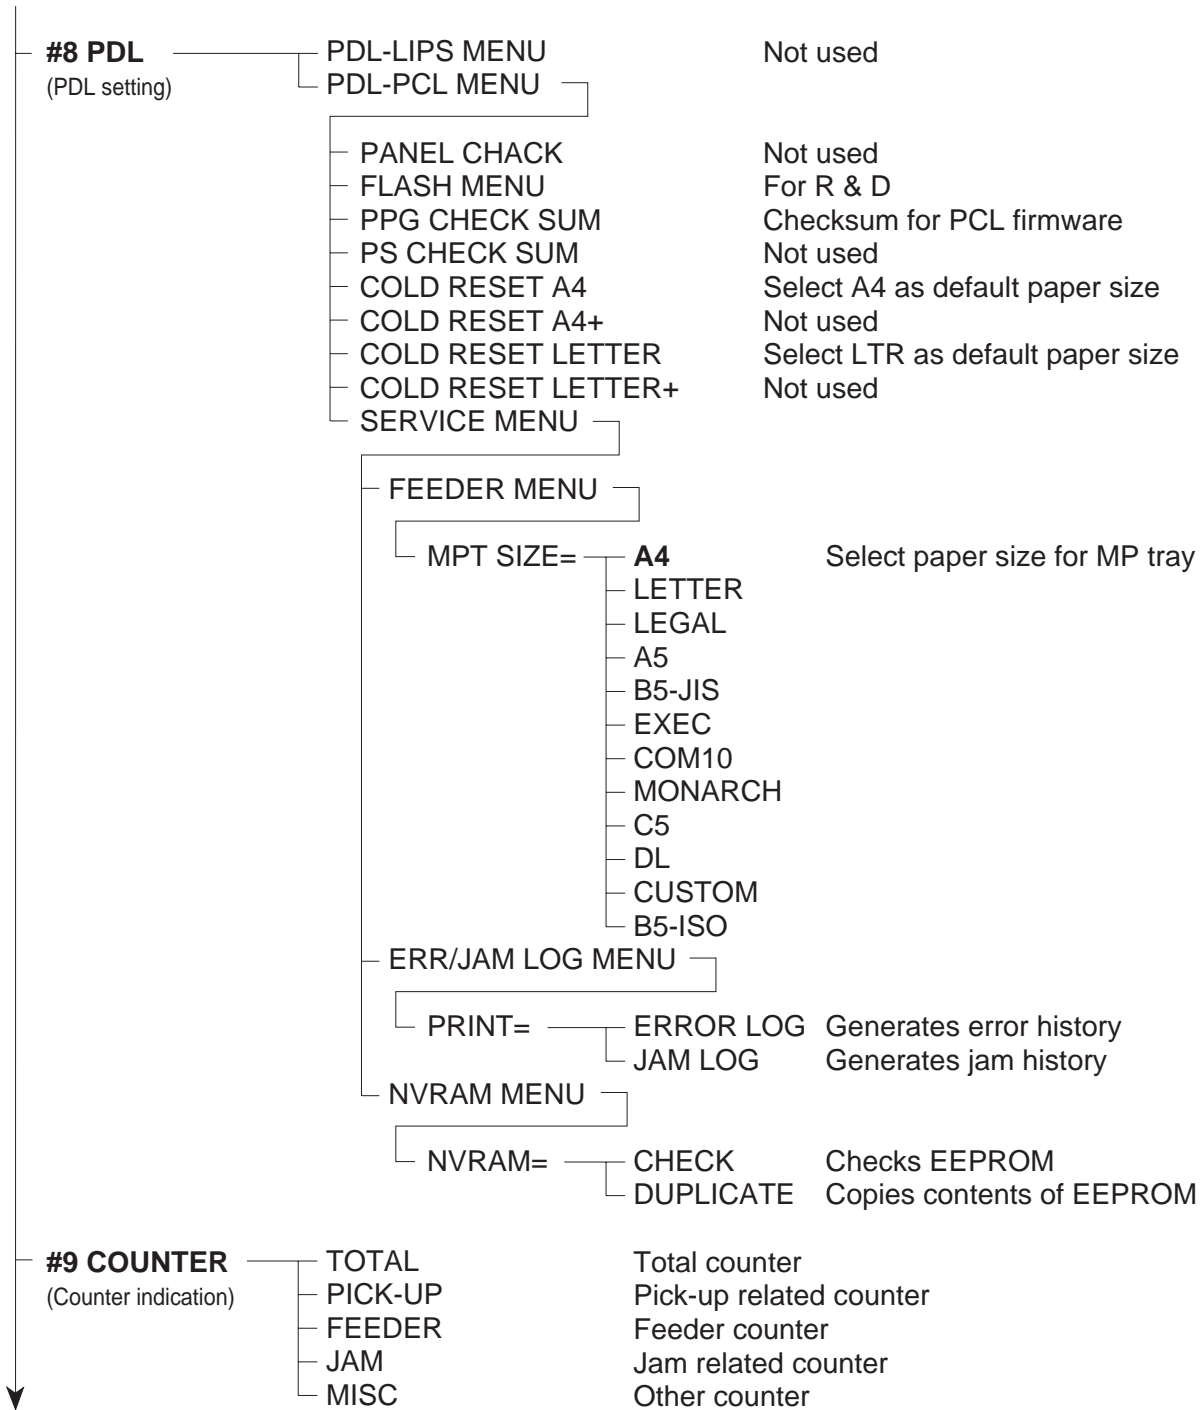 #8 PDL PDL-LIPS MENU Not used
(PDL setting) PDL-PCL MENU
PANEL CHACK Not used
FLASH MENU For R & D
PPG CHECK SUM Checksum for PCL firmware
PS CHECK SUM Not used
COLD RESET A4 Select A4 as default paper size
COLD RESET A4+ Not used
COLD RESET LETTER Select LTR as default paper size
COLD RESET LETTER+ Not used
SERVICE MENU
FEEDER MENU
MPT SIZE= A4 Select paper size for MP tray
LETTER
LEGAL
A5
B5-JIS
EXEC
COM10
MONARCH
C5
DL
CUSTOM
B5-ISO
ERR/JAM LOG MENU
PRINT= ERROR LOG Generates error history
JAM LOG Generates jam history
NVRAM MENU
NVRAM= CHECK Checks EEPROM
DUPLICATE Copies contents of EEPROM
#9 COUNTER TOTAL Total counter
(Counter indication) PICK-UP Pick-up related counter
FEEDER Feeder counter
JAM Jam related counter
MISC Other counter